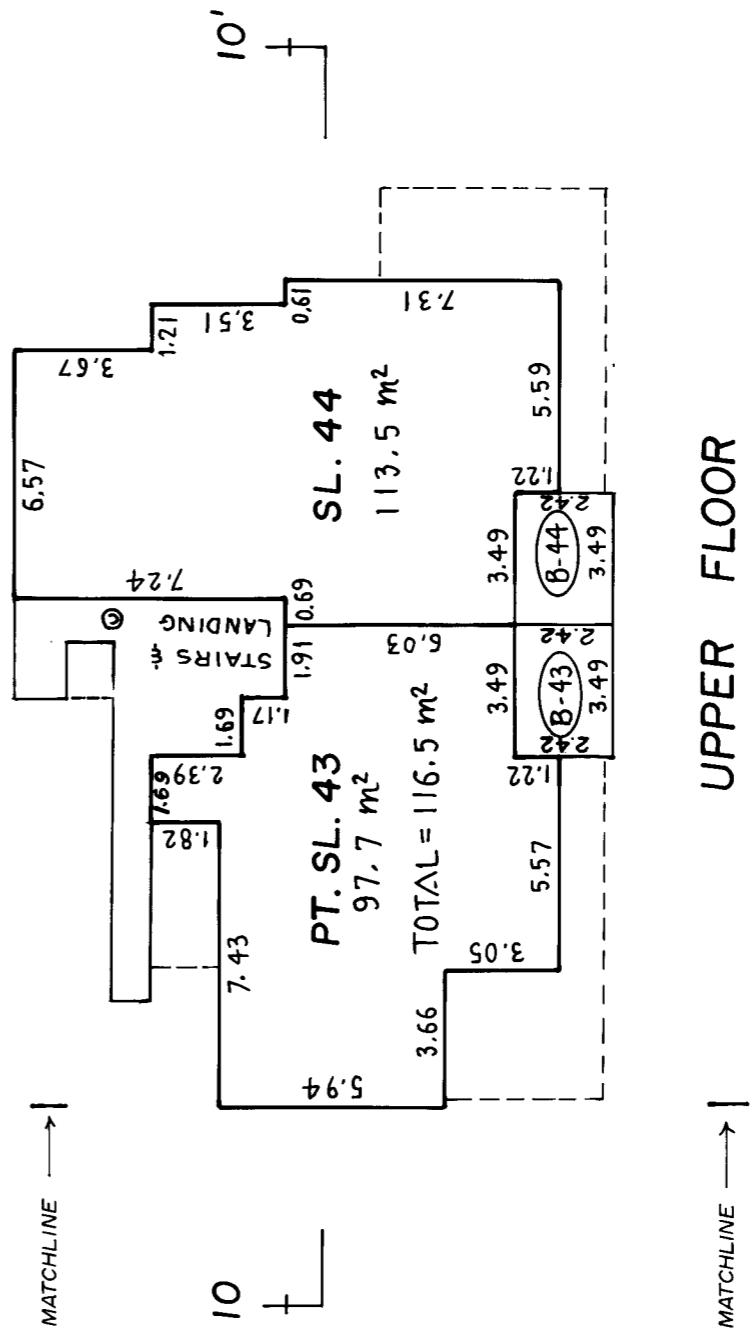 MATCHLINE →
MATCHLINE →
10
10'
6.57
3.67
1.21
3.51
0.61
7.31
5.59
1.22
7.24
0.69
SL. 44
113.5 m²
STAIRS &
LANDING
©
1.91
1.17
1.69
2.39
1.69
1.82
7.43
5.94
3.66
3.05
5.57
1.22
PT. SL. 43
97.7 m²
TOTAL = 116.5 m²
6.03
3.49
3.49
B-43
2.42
2.42
3.49
B-44
2.42
3.49
UPPER FLOOR